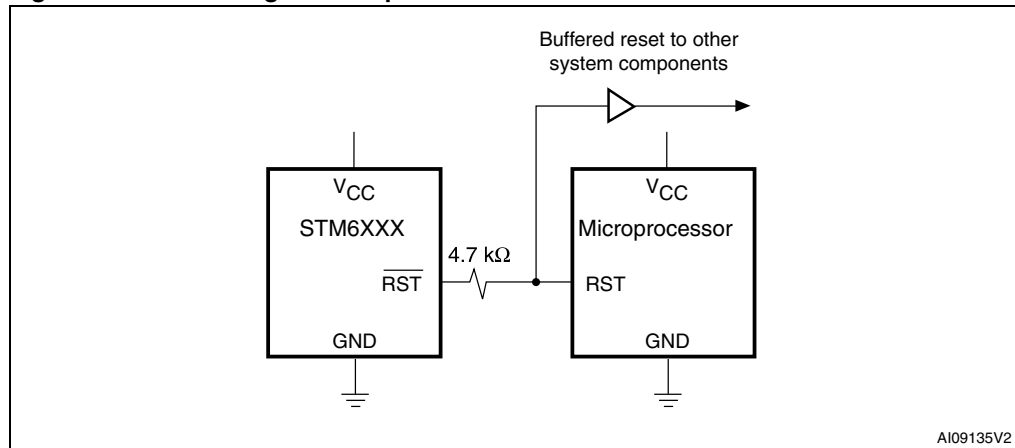 Buffered reset to other
system components
VCC
STM6XXX
RST
GND
4.7 kΩ
VCC
Microprocessor
RST
GND
AI09135V2